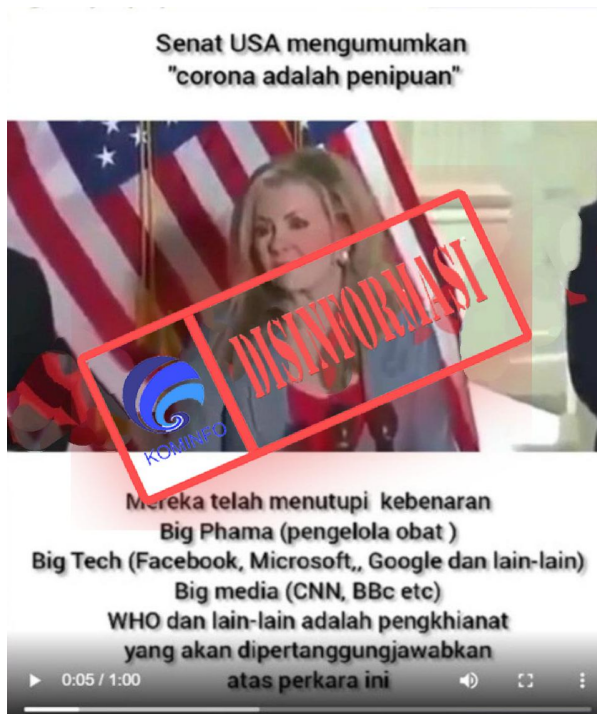 Senat USA mengumumkan
"corona adalah penipuan"
DISINFORMASI
KOMINFO
Mereka telah menutupi kebenaran
Big Phama (pengelola obat )
Big Tech (Facebook, Microsoft,, Google dan lain-lain)
Big media (CNN, BBc etc)
WHO dan lain-lain adalah pengkhianat
yang akan dipertanggungjawabkan
atas perkara ini
0:05 / 1:00